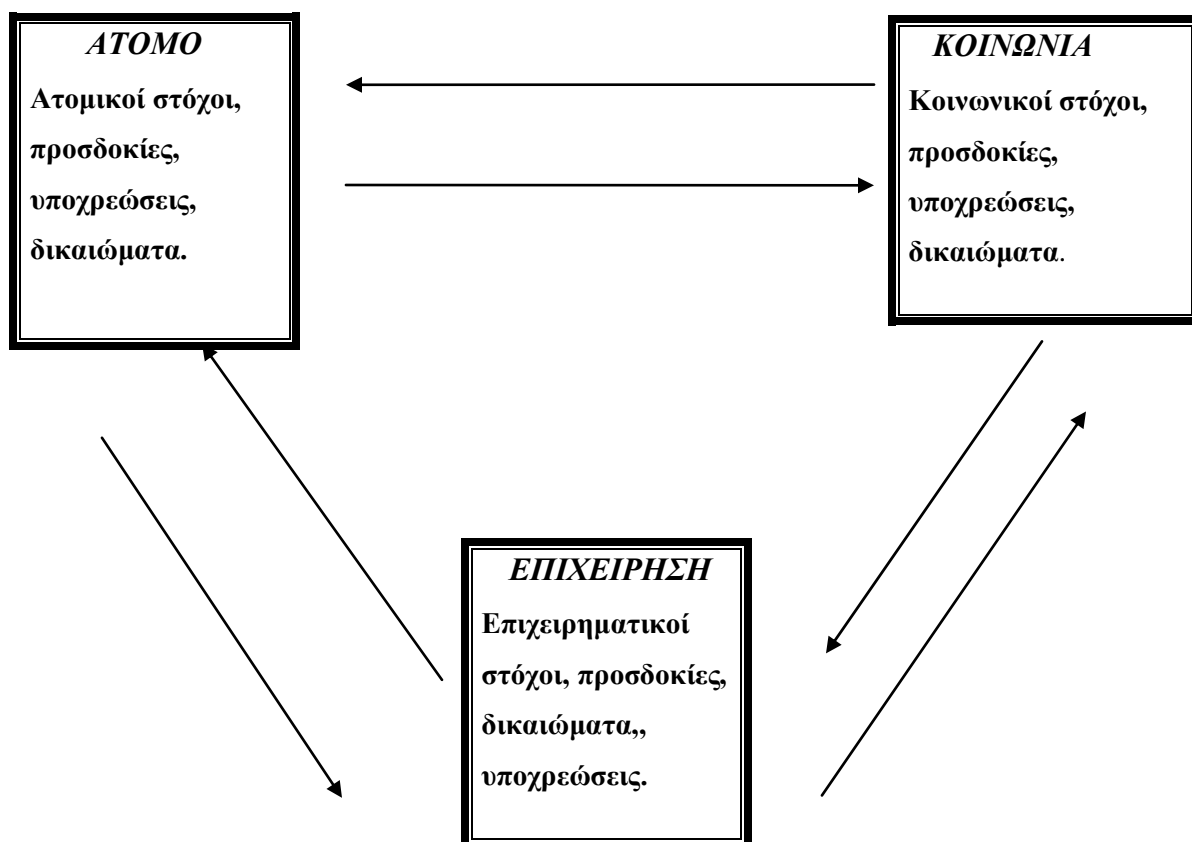 ΑΤΟΜΟ
Ατομικοί στόχοι,
προσδοκίες,
υποχρεώσεις,
δικαιώματα.
ΚΟΙΝΩΝΙΑ
Κοινωνικοί στόχοι,
προσδοκίες,
υποχρεώσεις,
δικαιώματα.
ΕΠΙΧΕΙΡΗΣΗ
Επιχειρηματικοί
στόχοι, προσδοκίες,
δικαιώματα,,
υποχρεώσεις.